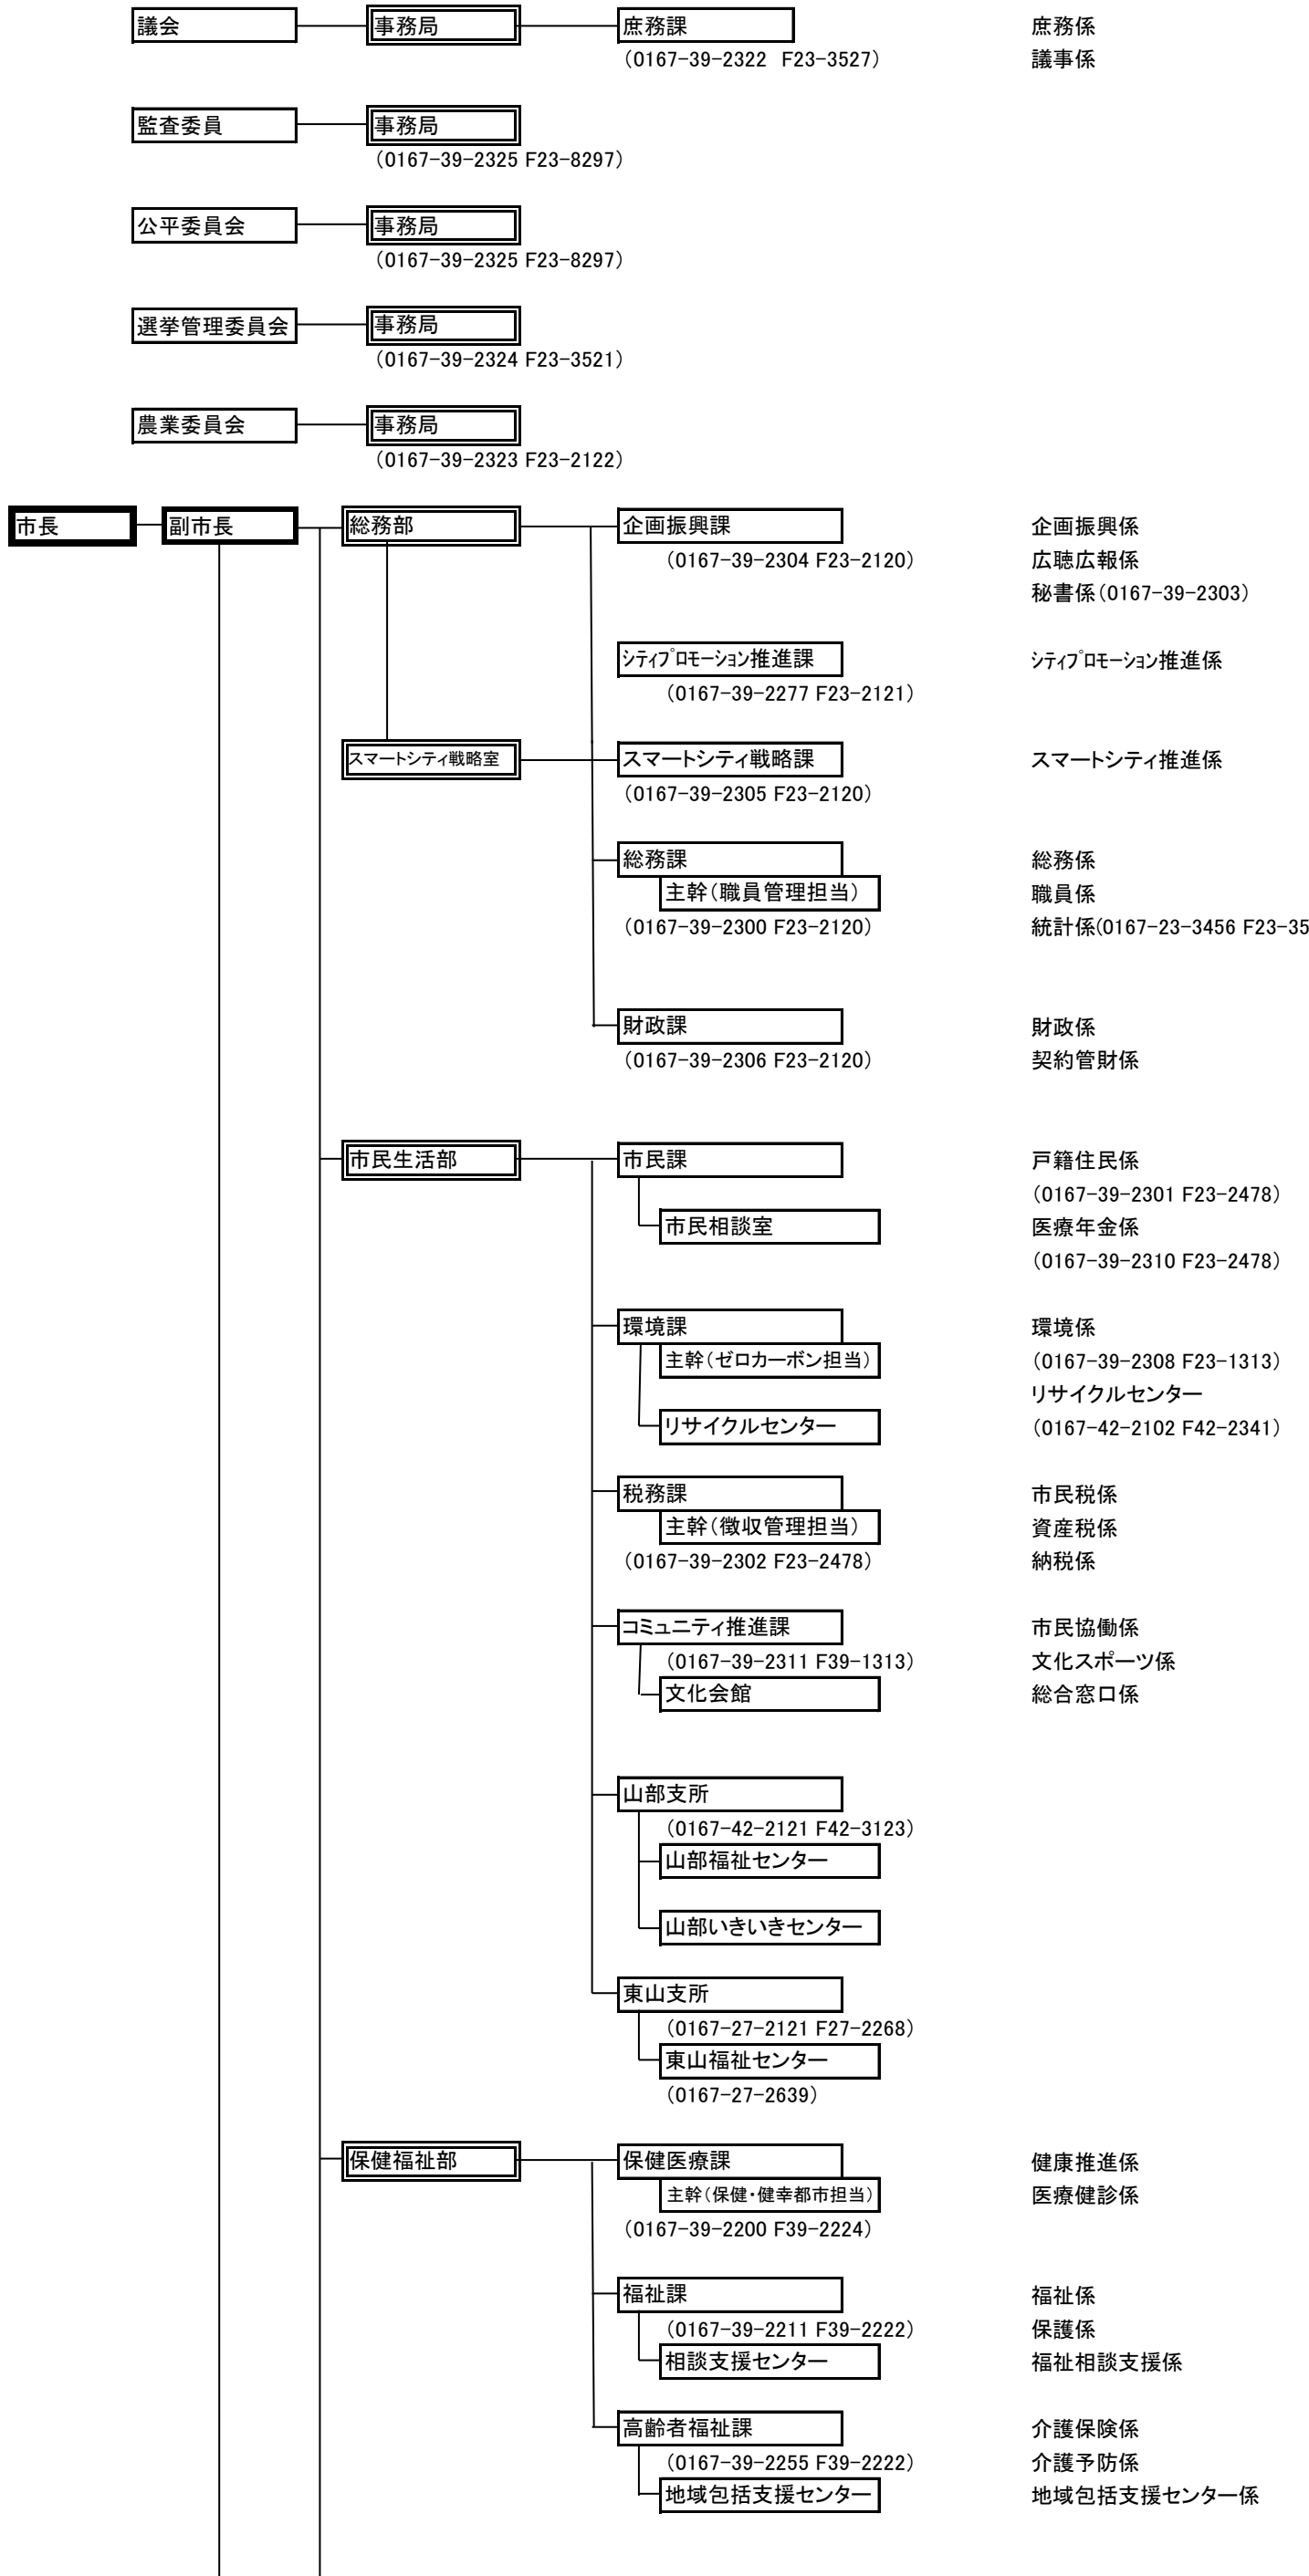 議会 事務局 庶務課 庶務係
（0167-39-2322 F23-3527） 議事係
監査委員 事務局
（0167-39-2325 F23-8297）
公平委員会 事務局
（0167-39-2325 F23-8297）
選挙管理委員会 事務局
（0167-39-2324 F23-3521）
農業委員会 事務局
（0167-39-2323 F23-2122）
市長 副市長 総務部 企画振興課 企画振興係
（0167-39-2304 F23-2120） 広聴広報係
秘書係（0167-39-2303）
ｼﾃｨﾌﾟﾛﾓｰｼｮﾝ推進課 ｼﾃｨﾌﾟﾛﾓｰｼｮﾝ推進係
（0167-39-2277 F23-2121）
スマートシティ戦略室 スマートシティ戦略課 スマートシティ推進係
（0167-39-2305 F23-2120）
総務課 総務係
主幹（職員管理担当） 職員係
（0167-39-2300 F23-2120） 統計係(0167-23-3456 F23-35
財政課 財政係
（0167-39-2306 F23-2120） 契約管財係
市民生活部 市民課 戸籍住民係
（0167-39-2301 F23-2478）
市民相談室 医療年金係
（0167-39-2310 F23-2478）
環境課 環境係
主幹（ゼロカーボン担当） （0167-39-2308 F23-1313）
リサイクルセンター
リサイクルセンター （0167-42-2102 F42-2341）
税務課 市民税係
主幹（徴収管理担当） 資産税係
（0167-39-2302 F23-2478） 納税係
コミュニティ推進課 市民協働係
（0167-39-2311 F39-1313） 文化スポーツ係
文化会館 総合窓口係
山部支所
（0167-42-2121 F42-3123）
山部福祉センター
山部いきいきセンター
東山支所
（0167-27-2121 F27-2268）
東山福祉センター
（0167-27-2639）
保健福祉部 保健医療課 健康推進係
主幹（保健・健幸都市担当） 医療健診係
（0167-39-2200 F39-2224）
福祉課 福祉係
（0167-39-2211 F39-2222） 保護係
相談支援センター 福祉相談支援係
高齢者福祉課 介護保険係
（0167-39-2255 F39-2222） 介護予防係
地域包括支援センター 地域包括支援センター係